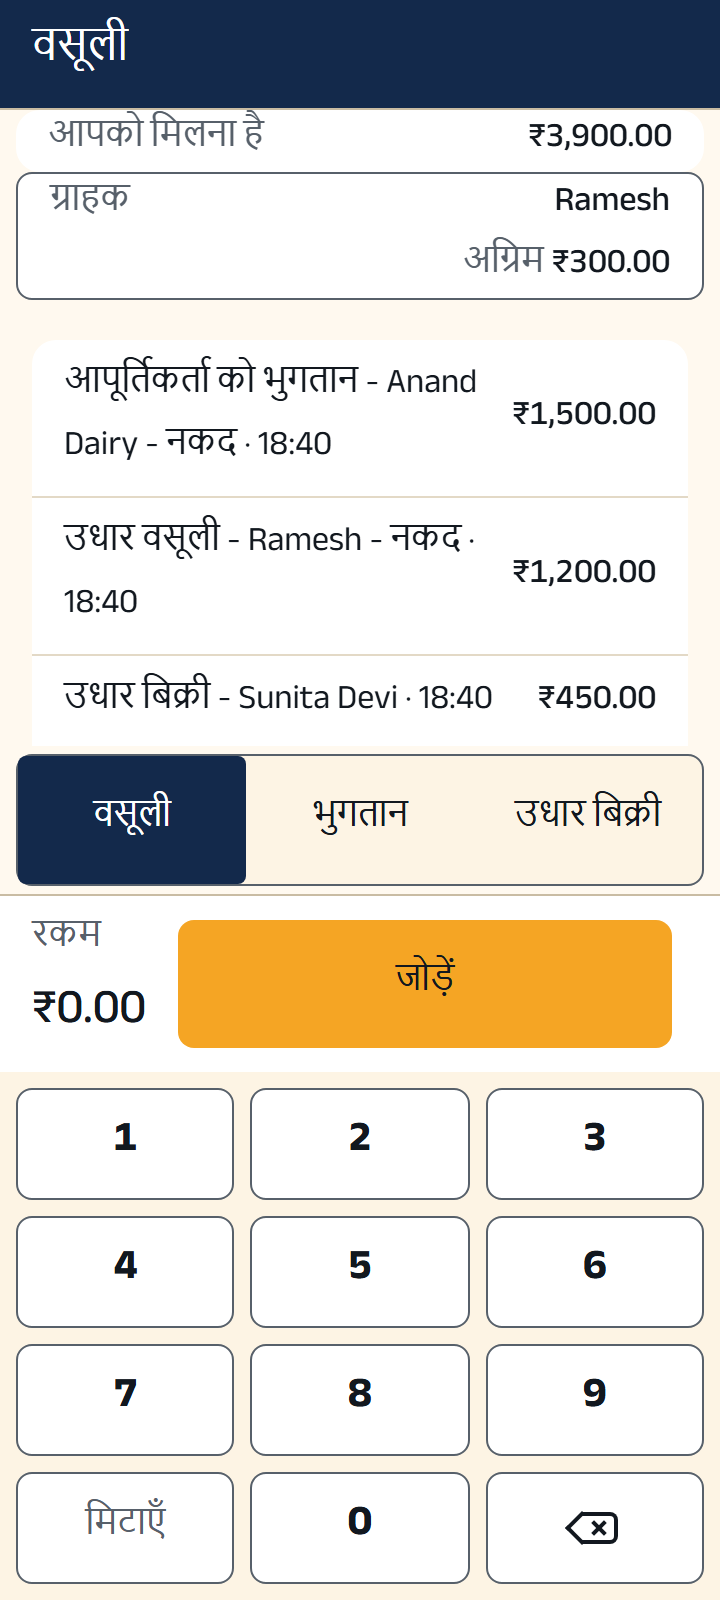 वसूली
आपको मिलना है ₹3,900.00
ग्राहक Ramesh
अग्रिम ₹300.00
आपूर्तिकर्ता को भुगतान - Anand
Dairy - नकद · 18:40 ₹1,500.00
उधार वसूली - Ramesh - नकद ·
18:40 ₹1,200.00
उधार बिक्री - Sunita Devi · 18:40 ₹450.00
वसूली भुगतान उधार बिक्री
रकम
₹0.00
जोड़ें
1 2 3
4 5 6
7 8 9
मिटाएँ 0